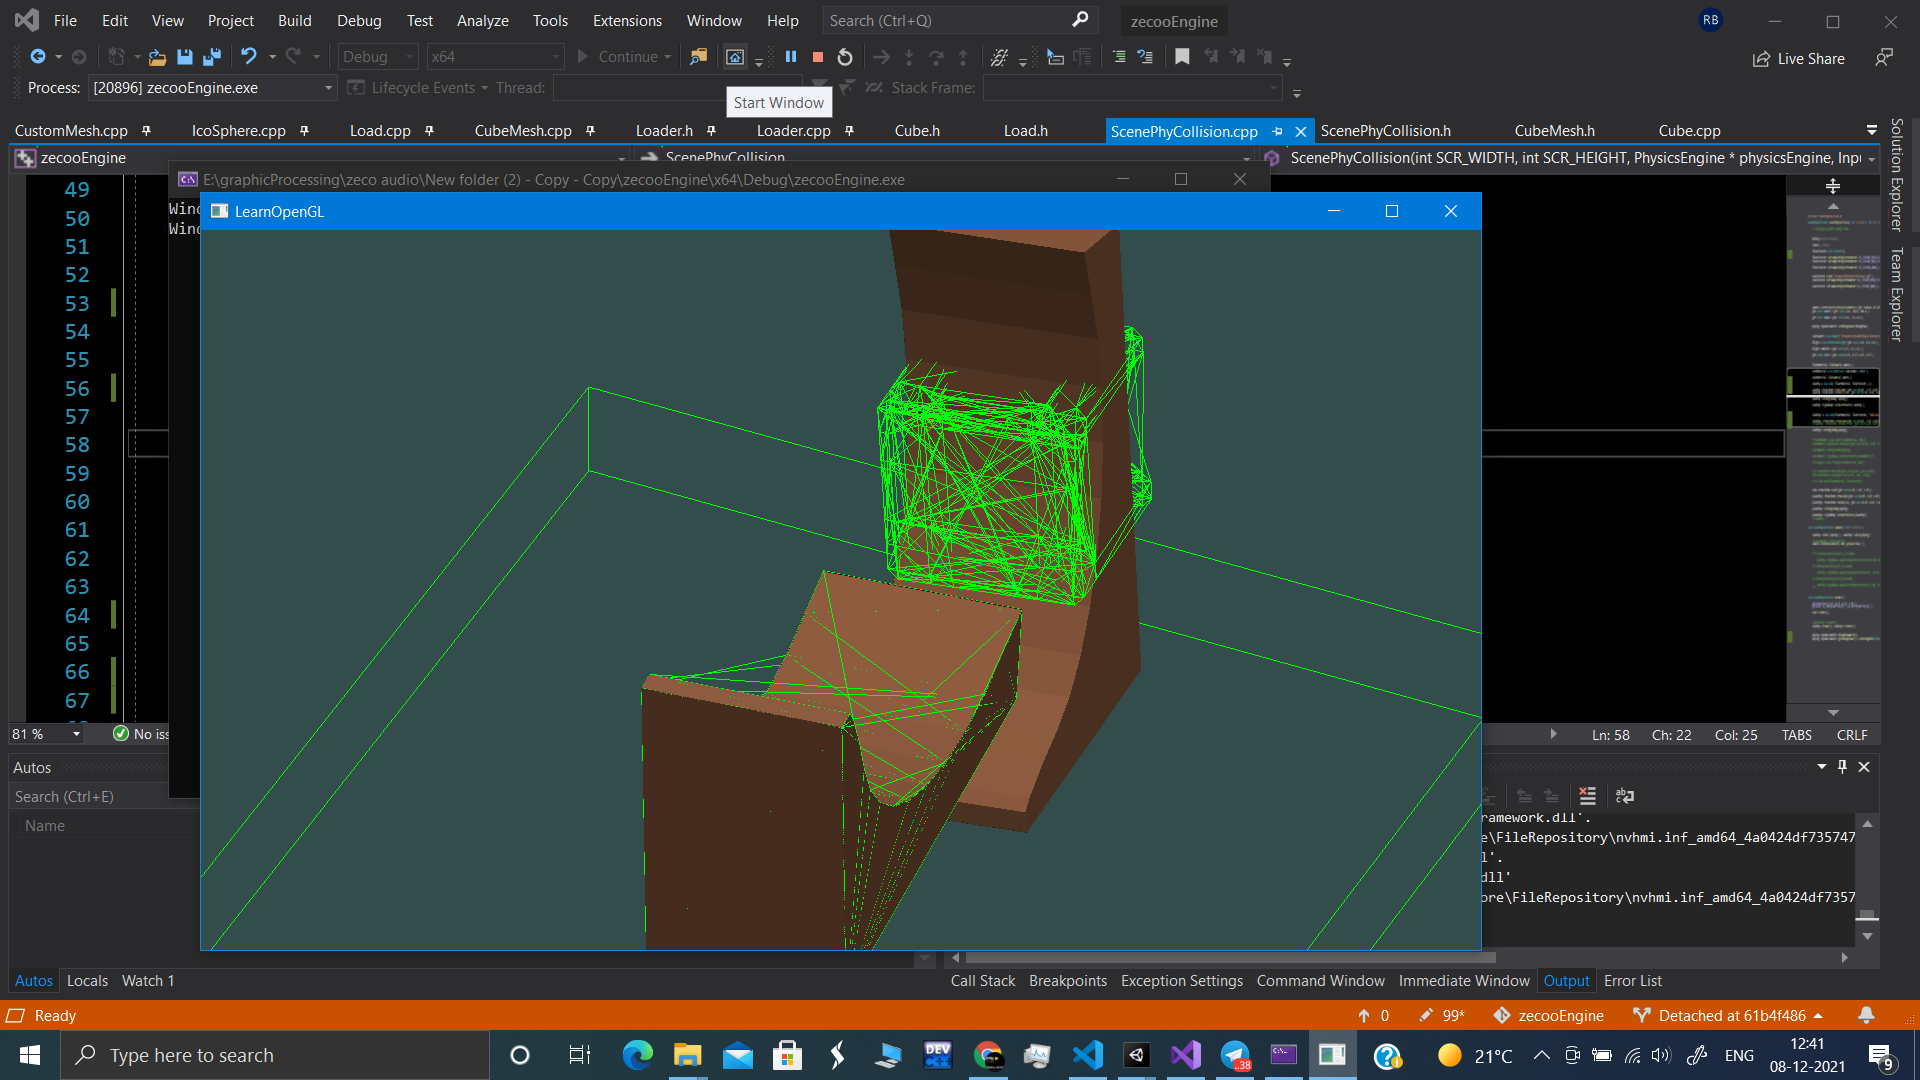 File Edit View Project Build Debug Test Analyze Tools Extensions Window Help Search (Ctrl+Q) zecooEngine RB
Debug x64 Continue Live Share
Process: [20896] zecooEngine.exe Lifecycle Events Thread: Stack Frame:
Start Window
CustomMesh.cpp IcoSphere.cpp Load.cpp CubeMesh.cpp Loader.h Loader.cpp Cube.h Load.h ScenePhyCollision.cpp ScenePhyCollision.h CubeMesh.h Cube.cpp
zecooEngine ScenePhyCollision ScenePhyCollision(int SCR_WIDTH, int SCR_HEIGHT, PhysicsEngine * physicsEngine, Inpu
Solution Explorer
Team Explorer
E:\graphicProcessing\zeco audio\New folder (2) - Copy - Copy\zecooEngine\x64\Debug\zecooEngine.exe
Winc
Winc
LearnOpenGL
49
50
51
52
53
54
55
56
57
58
59
60
61
62
63
64
65
66
67
81 % No iss Ln: 58 Ch: 22 Col: 25 TABS CRLF
Autos
Search (Ctrl+E)
Name
ramework.dll'.
e\FileRepository\nvhmi.inf_amd64_4a0424df735747
l'.
dll'
ore\FileRepository\nvhmi.inf_amd64_4a0424df7357
Autos Locals Watch 1 Call Stack Breakpoints Exception Settings Command Window Immediate Window Output Error List
Ready 0 99* zecooEngine Detached at 61b4f486
Type here to search DEV 38 21°C ENG 12:41
08-12-2021 9